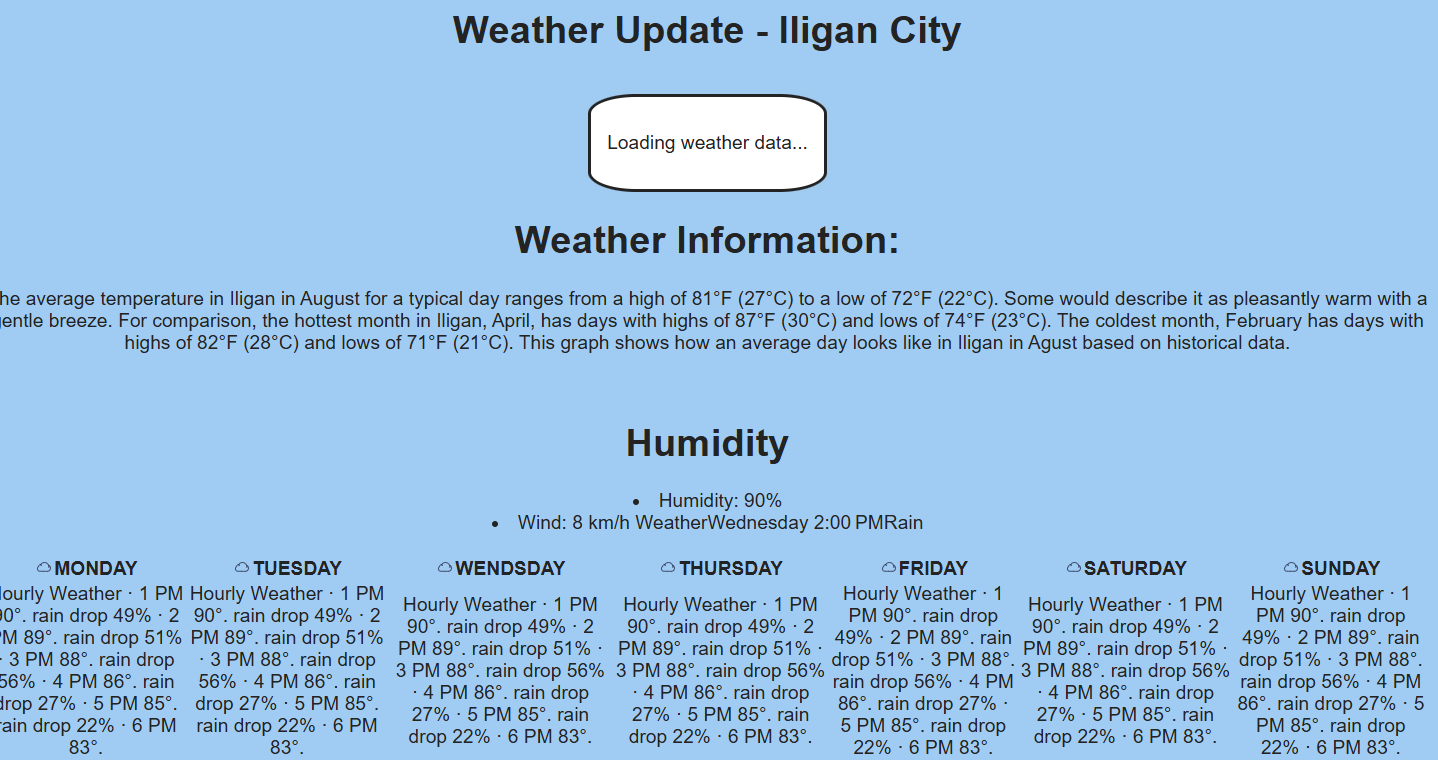 Weather Update - Iligan City
Loading weather data...
Weather Information:
he average temperature in Iligan in August for a typical day ranges from a high of 81°F (27°C) to a low of 72°F (22°C). Some would describe it as pleasantly warm with a
gentle breeze. For comparison, the hottest month in Iligan, April, has days with highs of 87°F (30°C) and lows of 74°F (23°C). The coldest month, February has days with
highs of 82°F (28°C) and lows of 71°F (21°C). This graph shows how an average day looks like in Iligan in Agust based on historical data.
Humidity
• Humidity: 90%
• Wind: 8 km/h WeatherWednesday 2:00 PMRain
MONDAY
Hourly Weather · 1 PM
90°. rain drop 49% · 2
PM 89°. rain drop 51%
· 3 PM 88°. rain drop
56% · 4 PM 86°. rain
drop 27% · 5 PM 85°.
rain drop 22% · 6 PM
83°.
TUESDAY
Hourly Weather · 1 PM
90°. rain drop 49% · 2
PM 89°. rain drop 51%
· 3 PM 88°. rain drop
56% · 4 PM 86°. rain
drop 27% · 5 PM 85°.
rain drop 22% · 6 PM
83°.
WENDSDAY
Hourly Weather · 1 PM
90°. rain drop 49% · 2
PM 89°. rain drop 51% ·
3 PM 88°. rain drop 56%
· 4 PM 86°. rain drop
27% · 5 PM 85°. rain
drop 22% · 6 PM 83°.
THURSDAY
Hourly Weather · 1 PM
90°. rain drop 49% · 2
PM 89°. rain drop 51% ·
3 PM 88°. rain drop 56%
· 4 PM 86°. rain drop
27% · 5 PM 85°. rain
drop 22% · 6 PM 83°.
FRIDAY
Hourly Weather · 1
PM 90°. rain drop
49% · 2 PM 89°. rain
drop 51% · 3 PM 88°.
rain drop 56% · 4 PM
86°. rain drop 27% ·
5 PM 85°. rain drop
22% · 6 PM 83°.
SATURDAY
Hourly Weather · 1 PM
90°. rain drop 49% · 2
PM 89°. rain drop 51% ·
3 PM 88°. rain drop 56%
· 4 PM 86°. rain drop
27% · 5 PM 85°. rain
drop 22% · 6 PM 83°.
SUNDAY
Hourly Weather · 1
PM 90°. rain drop
49% · 2 PM 89°. rain
drop 51% · 3 PM 88°.
rain drop 56% · 4 PM
86°. rain drop 27% · 5
PM 85°. rain drop
22% · 6 PM 83°.